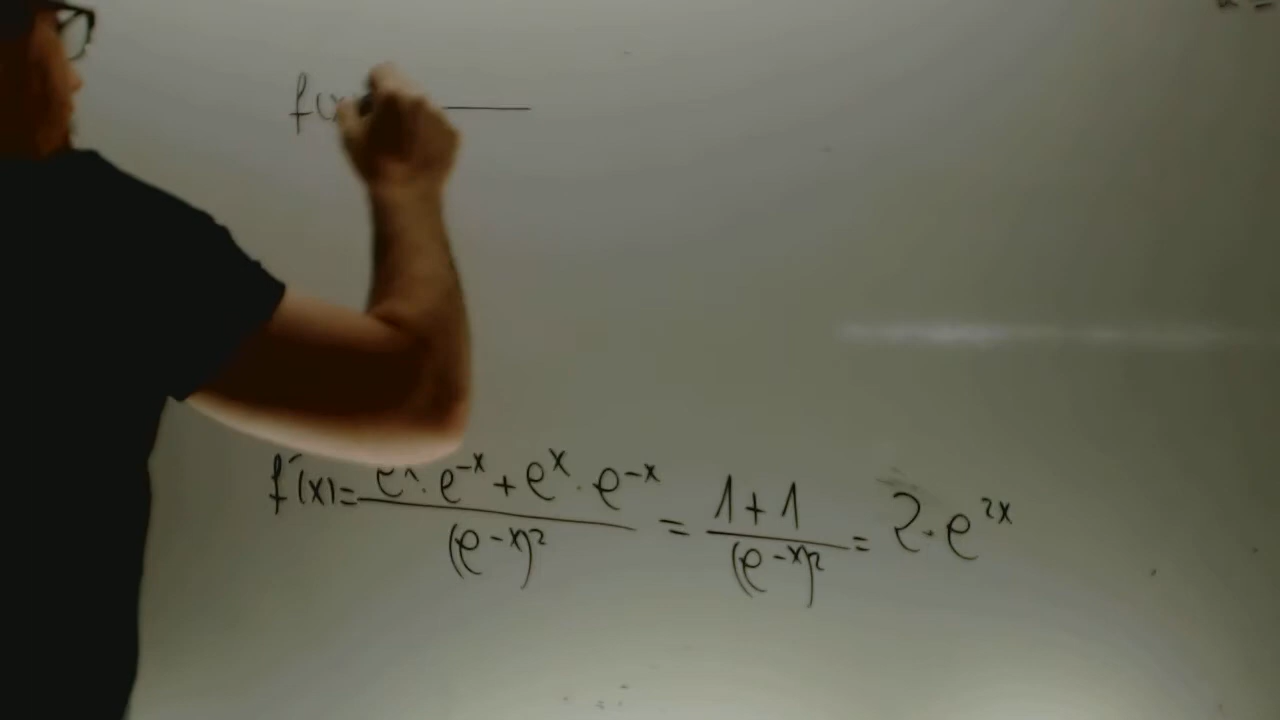 f(x
f´(x)= e^x · e^-x + e^x · e^-x / (e^-x)² = 1+1 / (e^-x)² = 2 · e^2x